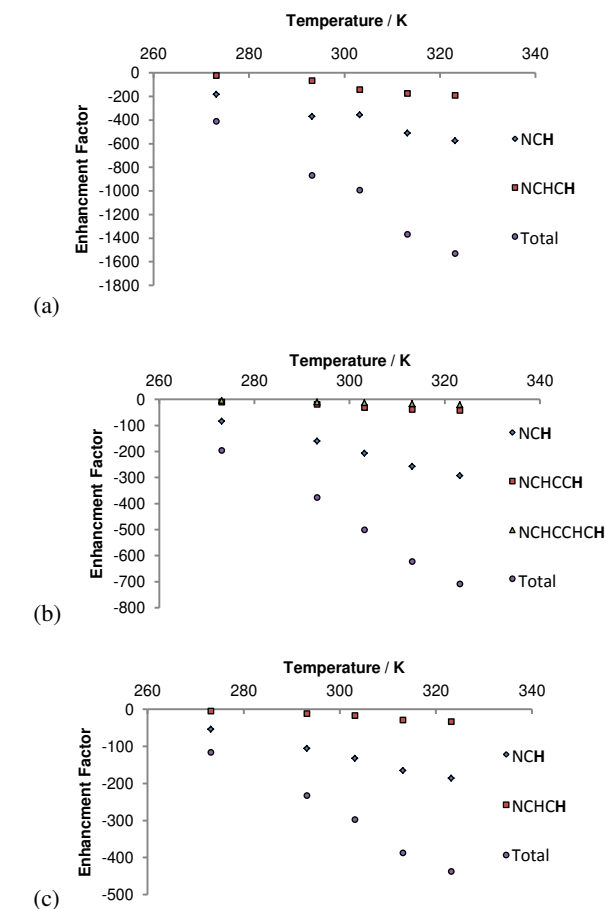 Temperature / K
260 280 300 320 340
0
-200
-400
-600
-800
-1000
-1200
-1400
-1600
-1800
Enhancment Factor
NCH
NCHCH
Total
(a)
Temperature / K
260 280 300 320 340
0
-100
-200
-300
-400
-500
-600
-700
-800
Enhancment Factor
NCH
NCHCCH
NCHCCHCH
Total
(b)
Temperature / K
260 280 300 320 340
0
-100
-200
-300
-400
-500
Enhancment Factor
NCH
NCHCH
Total
(c)